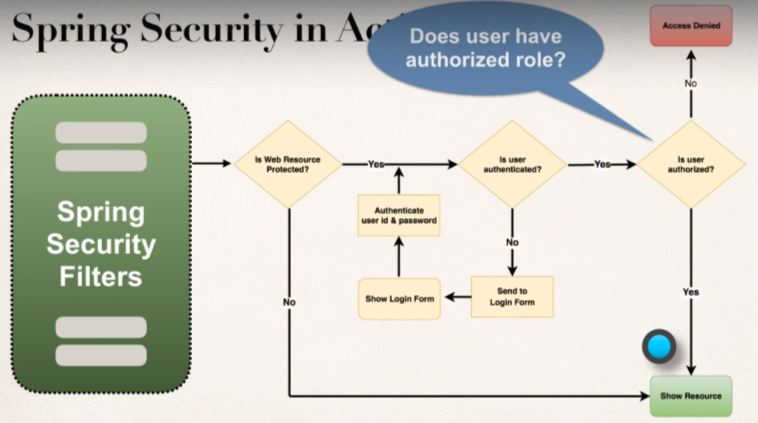 Spring Security in Ac
Does user have
authorized role?
Access Denied
No
Spring
Security
Filters
Is Web Resource
Protected?
Yes
Is user
authenticated?
Yes
Is user
authorized?
Authenticate
user id & password
No
Show Login Form
Send to
Login Form
No
Yes
Show Resource